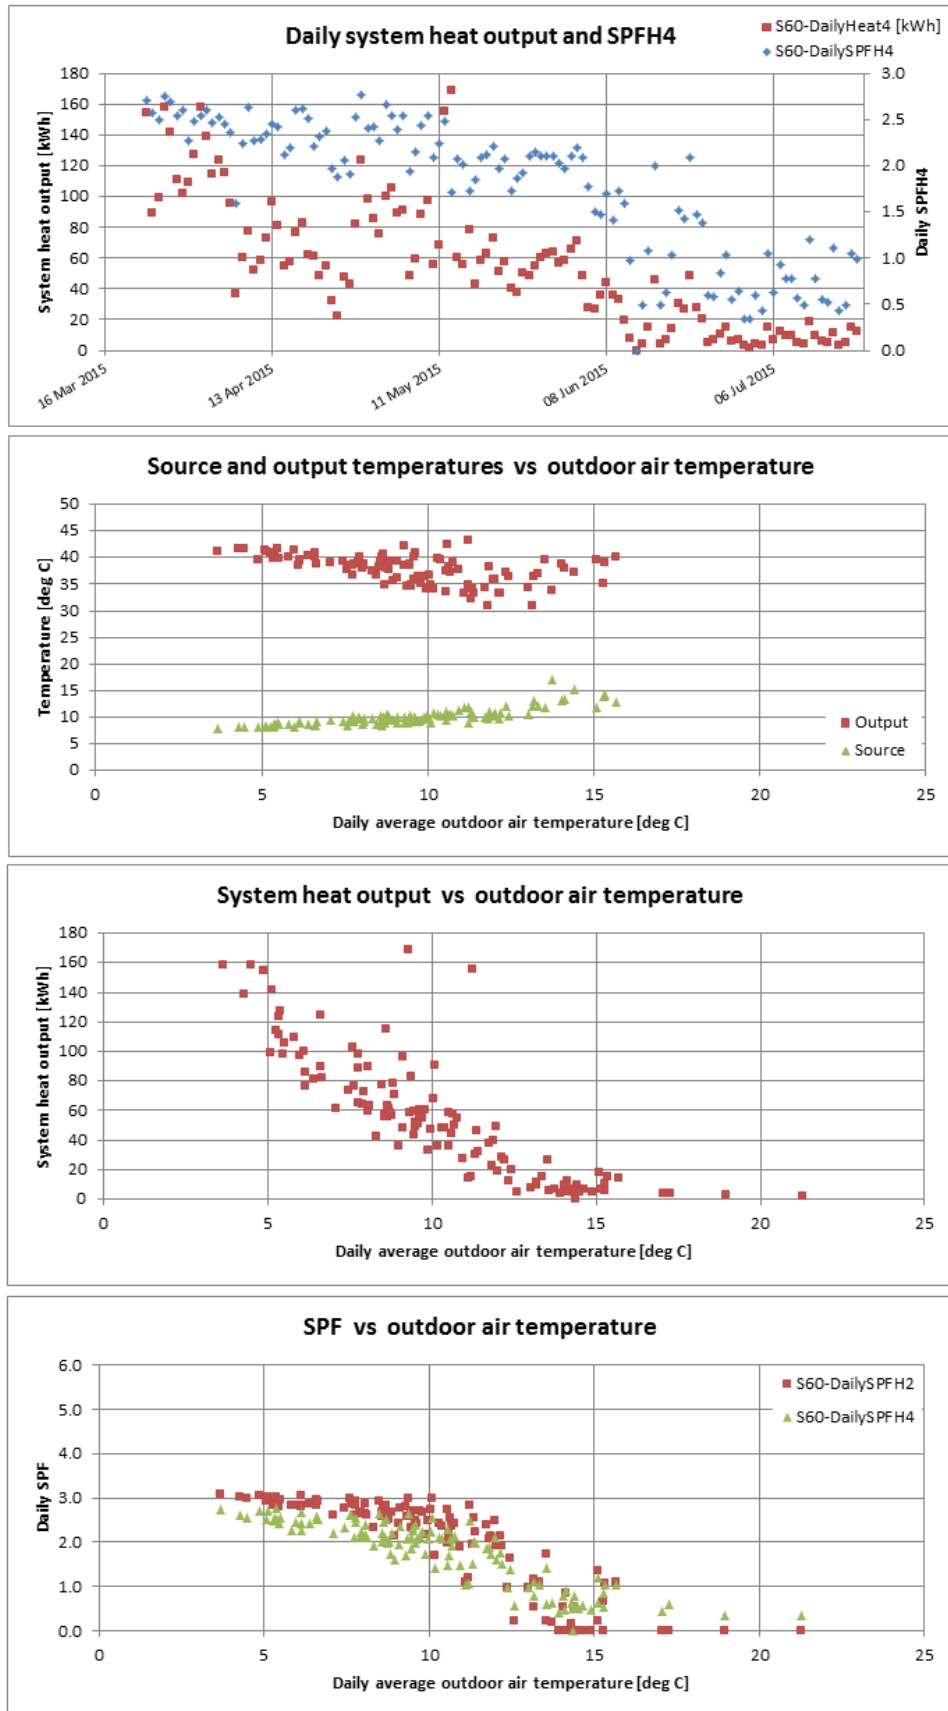 Daily system heat output and SPFH4
S60-DailyHeat4 [kWh]
S60-DailySPFH4
System heat output [kWh]
180
160
140
120
100
80
60
40
20
0
3.0
2.5
2.0
1.5
1.0
0.5
0.0
Daily SPFH4
16 Mar 2015
13 Apr 2015
11 May 2015
08 Jun 2015
06 Jul 2015
Source and output temperatures vs outdoor air temperature
Temperature [deg C]
50
45
40
35
30
25
20
15
10
5
0
Output
Source
0 5 10 15 20 25
Daily average outdoor air temperature [deg C]
System heat output vs outdoor air temperature
System heat output [kWh]
180
160
140
120
100
80
60
40
20
0
0 5 10 15 20 25
Daily average outdoor air temperature [deg C]
SPF vs outdoor air temperature
Daily SPF
6.0
5.0
4.0
3.0
2.0
1.0
0.0
S60-DailySPFH2
S60-DailySPFH4
0 5 10 15 20 25
Daily average outdoor air temperature [deg C]